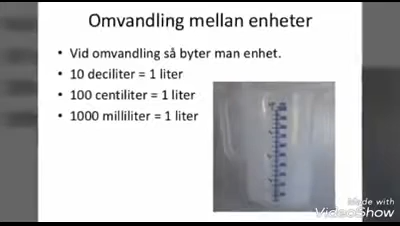 Omvandling mellan enheter
• Vid omvandling så byter man enhet.
• 10 deciliter = 1 liter
• 100 centiliter = 1 liter
• 1000 milliliter = 1 liter
Made with
VideoShow